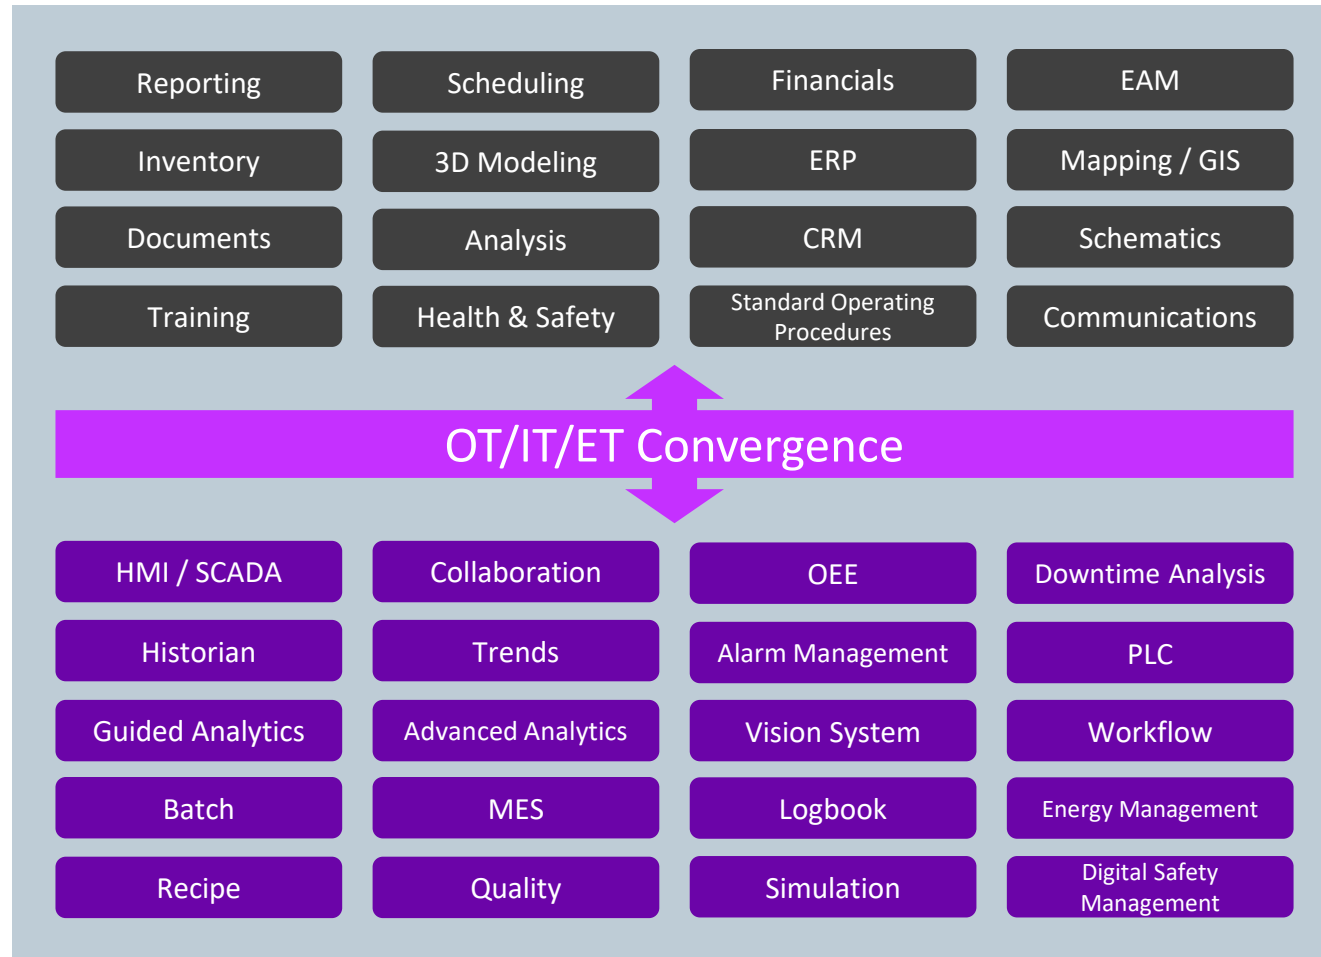 Reporting
Scheduling
Financials
EAM
Inventory
3D Modeling
ERP
Mapping / GIS
Documents
Analysis
CRM
Schematics
Training
Health & Safety
Standard Operating
Procedures
Communications
OT/IT/ET Convergence
HMI / SCADA
Collaboration
OEE
Downtime Analysis
Historian
Trends
Alarm Management
PLC
Guided Analytics
Advanced Analytics
Vision System
Workflow
Batch
MES
Logbook
Energy Management
Recipe
Quality
Simulation
Digital Safety
Management